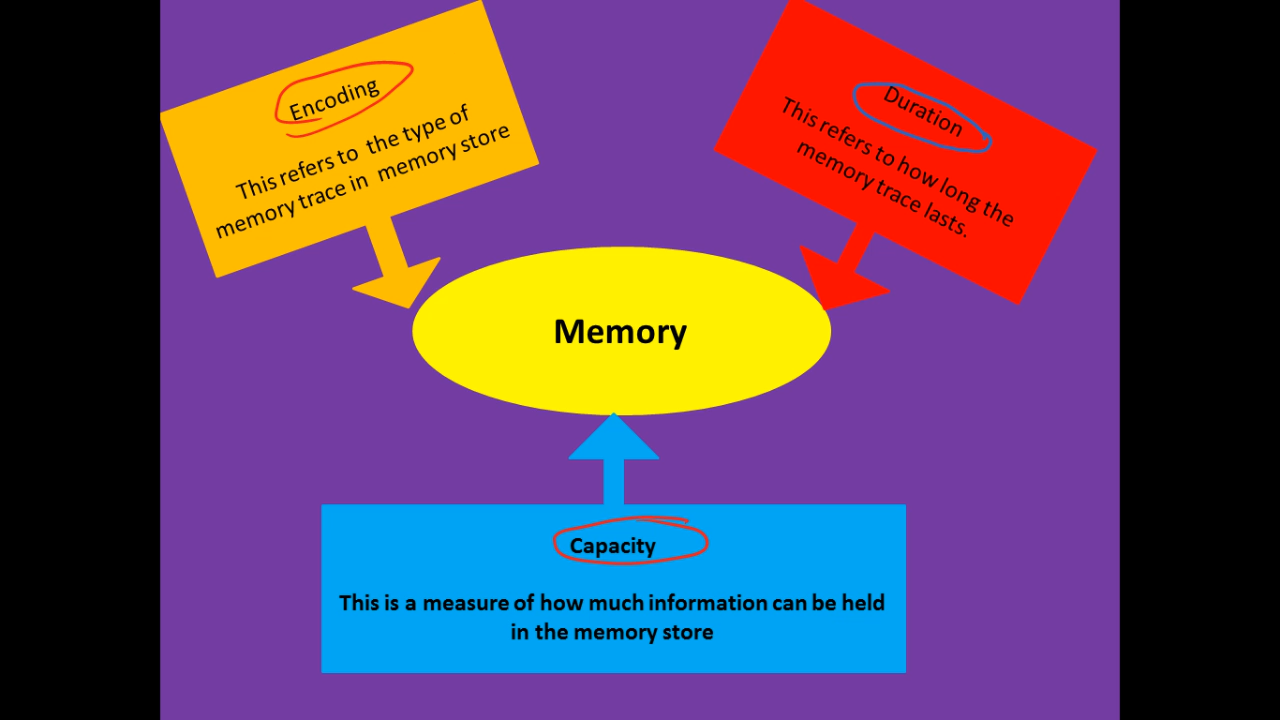 Encoding
This refers to the type of
memory trace in memory store
Duration
This refers to how long the
memory trace lasts.
Memory
Capacity
This is a measure of how much information can be held
in the memory store